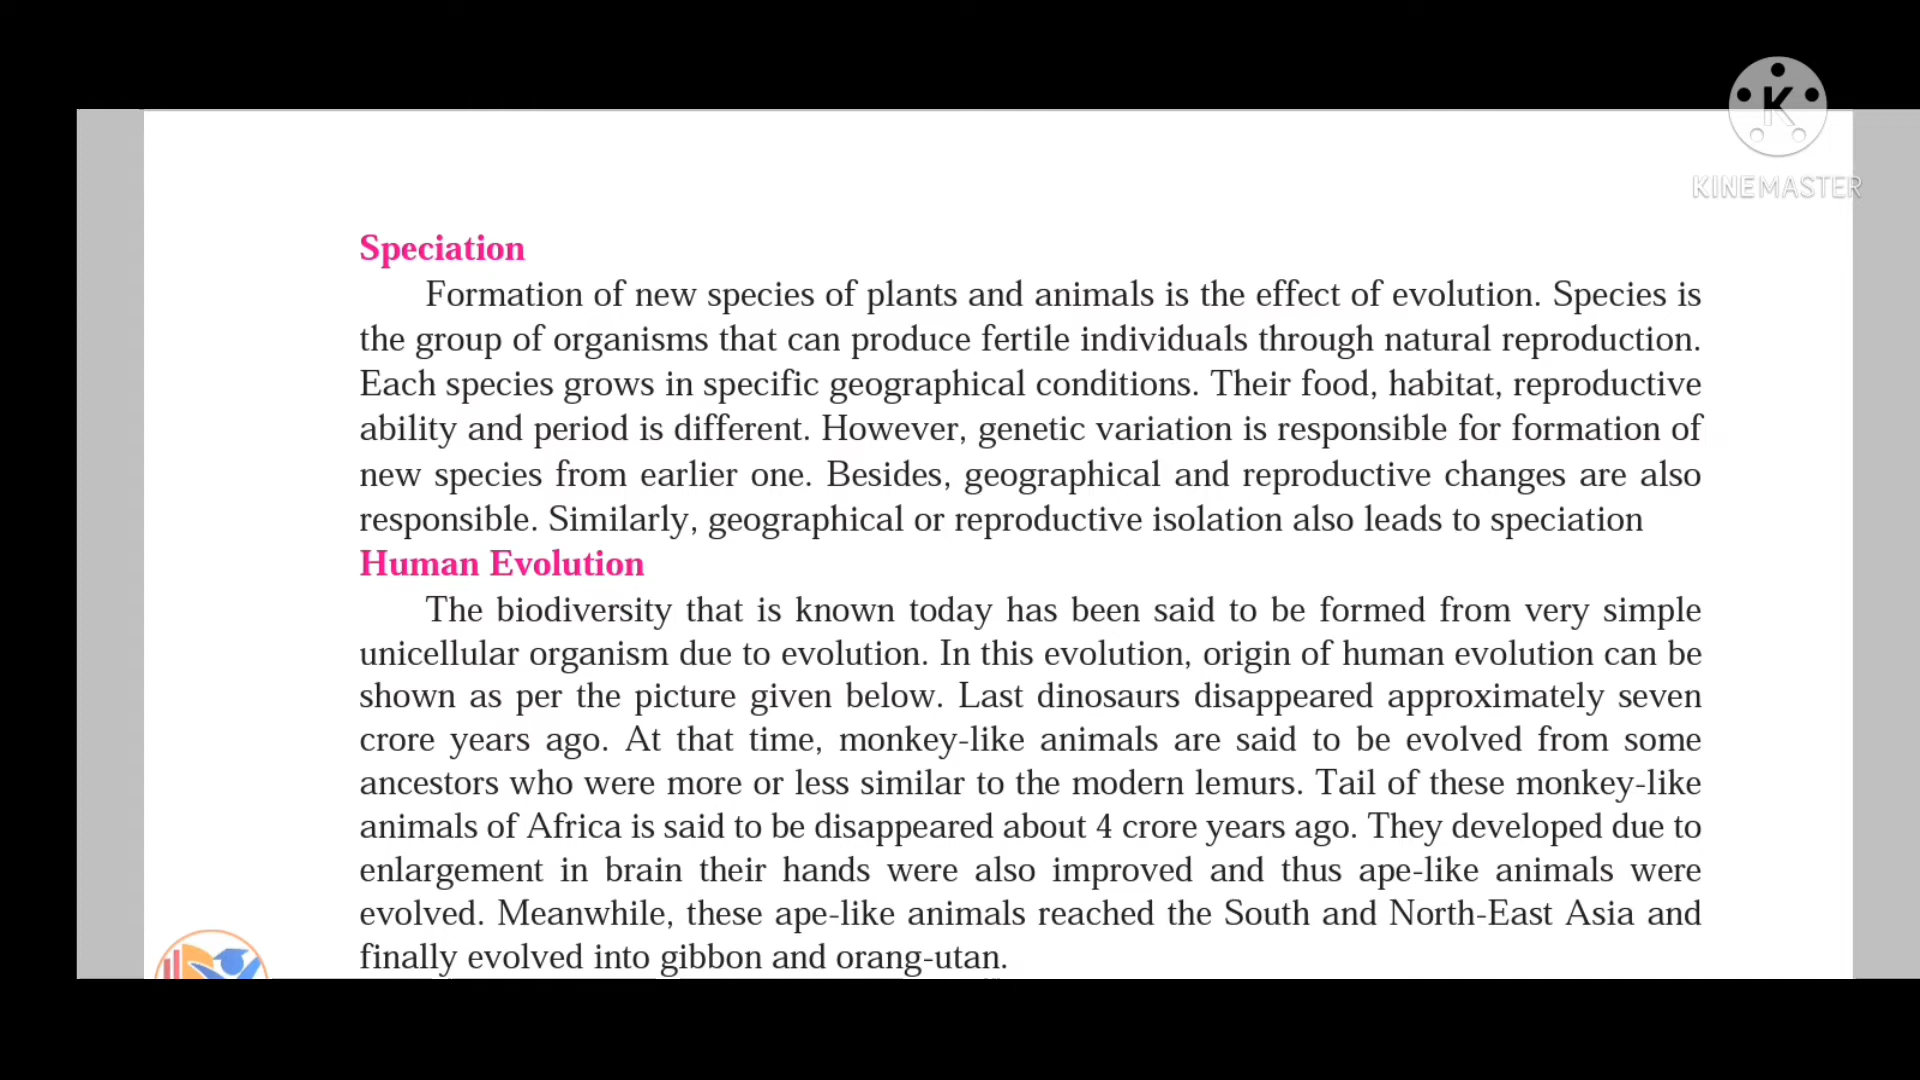 K
KINEMASTER
Speciation
Formation of new species of plants and animals is the effect of evolution. Species is
the group of organisms that can produce fertile individuals through natural reproduction.
Each species grows in specific geographical conditions. Their food, habitat, reproductive
ability and period is different. However, genetic variation is responsible for formation of
new species from earlier one. Besides, geographical and reproductive changes are also
responsible. Similarly, geographical or reproductive isolation also leads to speciation
Human Evolution
The biodiversity that is known today has been said to be formed from very simple
unicellular organism due to evolution. In this evolution, origin of human evolution can be
shown as per the picture given below. Last dinosaurs disappeared approximately seven
crore years ago. At that time, monkey-like animals are said to be evolved from some
ancestors who were more or less similar to the modern lemurs. Tail of these monkey-like
animals of Africa is said to be disappeared about 4 crore years ago. They developed due to
enlargement in brain their hands were also improved and thus ape-like animals were
evolved. Meanwhile, these ape-like animals reached the South and North-East Asia and
finally evolved into gibbon and orang-utan.